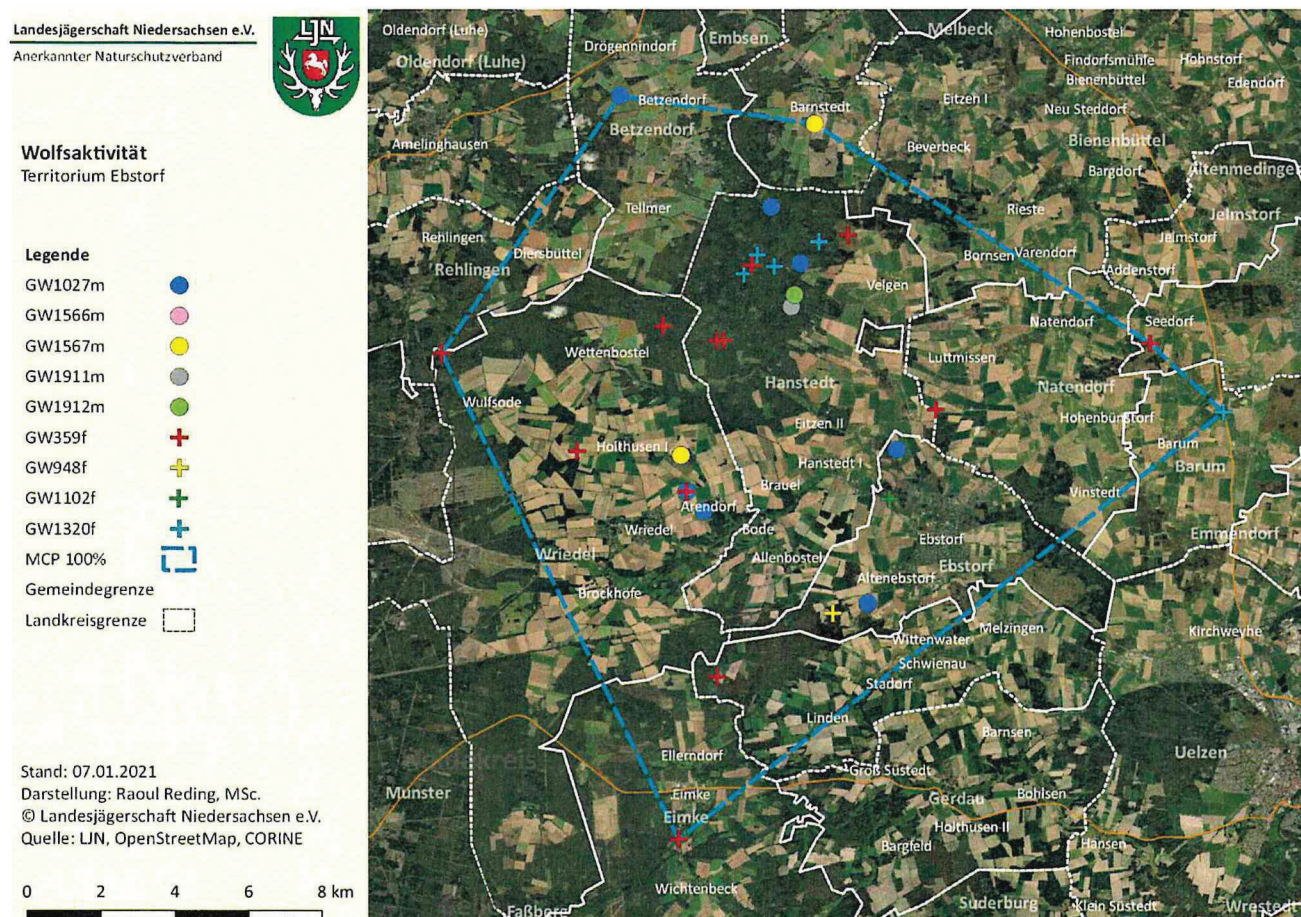 Landesjägerschaft Niedersachsen e.V.
Anerkannter Naturschutzverband
LJN
Wolfsaktivität
Territorium Ebstorf
Legende
GW1027m
GW1566m
GW1567m
GW1911m
GW1912m
GW359f
GW948f
GW1102f
GW1320f
MCP 100%
Gemeindegrenze
Landkreisgrenze
Stand: 07.01.2021
Darstellung: Raoul Reding, MSc.
© Landesjägerschaft Niedersachsen e.V.
Quelle: LJN, OpenStreetMap, CORINE
0 2 4 6 8 km
Oldendorf (Luhe)
Drögennindorf
Embsen
Melbeck
Hohenbostel
Oldendorf (Luhe)
Findorfsmühle
Hohnstorf
Bienenbüttel
Edendorf
Betzendorf
Barnstedt
Eitzen I
Neu Steddorf
Betzendorf
Amelinghausen
Beverbeck
Bienenbüttel
Bargdorf
Altenmedingen
Tellmer
Rieste
Jelmstorf
Rehlingen
Diersbüttel
Bornsen
Varendorf
Jelmstorf
Rehlingen
Addenstorf
Velgen
Natendorf
Seedorf
Wettenbostel
Luttmissen
Hanstedt
Natendorf
Wulfsode
Eitzen II
Hohenbünstorf
Holthusen I
Hanstedt I
Barum
Barum
Brauel
Vinstedt
Arendorf
Wriedel
Bode
Ebstorf
Emmendorf
Wriedel
Allenbostel
Altenebstorf
Ebstorf
Brockhöfe
Wittenwater
Melzingen
Kirchweyhe
Schwienau
Stadorf
Linden
Barnsen
Ellerndorf
Uelzen
Groß Süstedt
Munster
Eimke
Gerdau
Bohlsen
Eimke
Holthusen II
Bargfeld
Hansen
Wichtenbeck
Suderburg
Klein Süstedt
Wrestedt